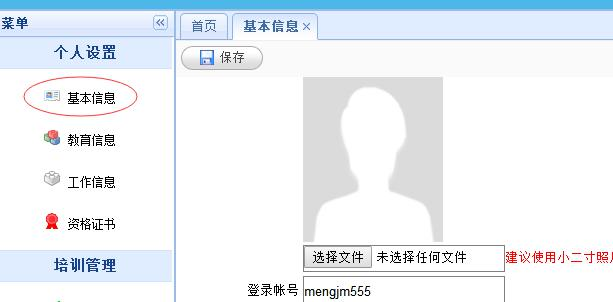 菜单
首页
基本信息
个人设置
保存
基本信息
教育信息
工作信息
资格证书
选择文件 未选择任何文件 建议使用小二寸照
登录帐号 mengjm555
培训管理